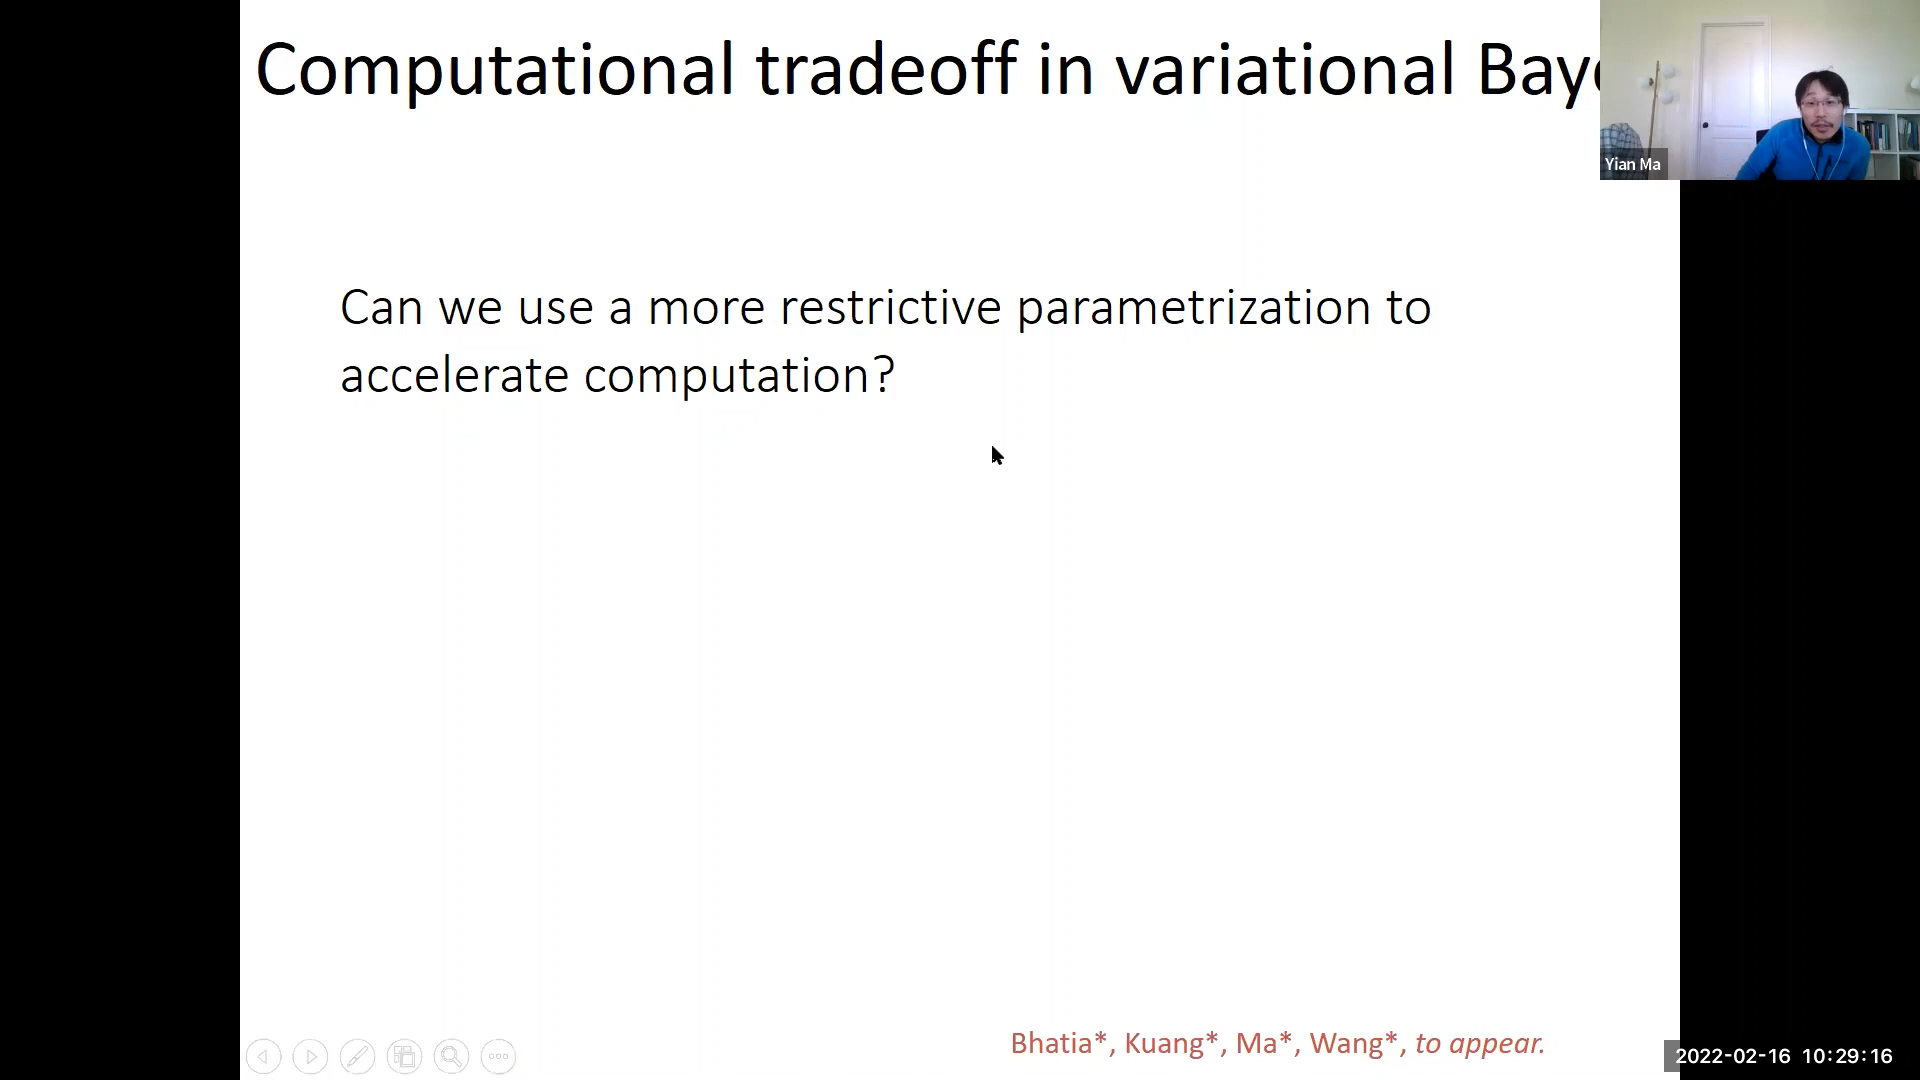 Computational tradeoff in variational
Yian Ma
Can we use a more restrictive parametrization to
accelerate computation?
Bhatia*, Kuang*, Ma*, Wang*, to appear.
2022-02-16 10:29:16